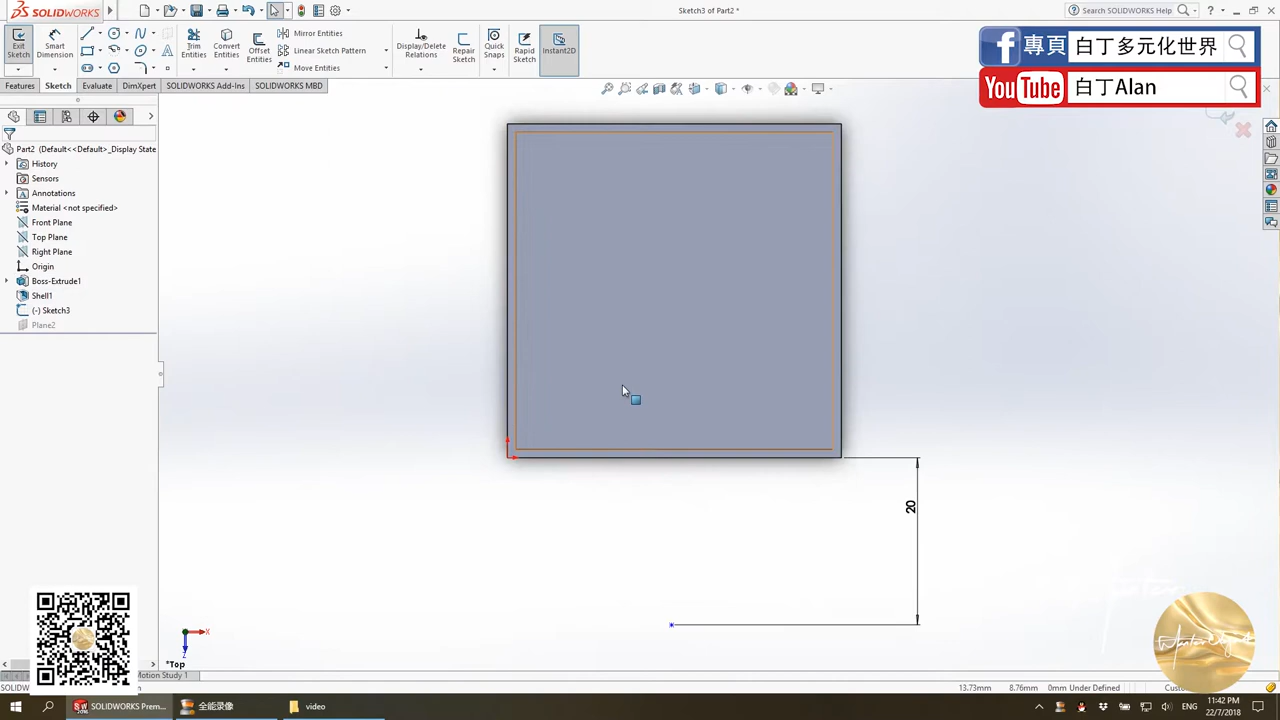 SOLIDWORKS
Sketch3 of Part2 *
Search SOLIDWORKS Help
Exit Sketch
Smart Dimension
Trim Entities
Convert Entities
Offset Entities
Mirror Entities
Linear Sketch Pattern
Move Entities
Display/Delete Relations
Repair Sketch
Quick Snaps
Rapid Sketch
Instant2D
專頁 白丁多元化世界
YouTube 白丁Alan
Features Sketch Evaluate DimXpert SOLIDWORKS Add-Ins SOLIDWORKS MBD
Part2 (Default<<Default>_Display State
History
Sensors
Annotations
Material <not specified>
Front Plane
Top Plane
Right Plane
Origin
Boss-Extrude1
Shell1
(-) Sketch3
Plane2
20
X
Z
*Top
Motion Study 1
SOLIDW
13.73mm 8.76mm 0mm Under Defined
SOLIDWORKS Prem...
全能录像
video
ENG
11:42 PM
22/7/2018